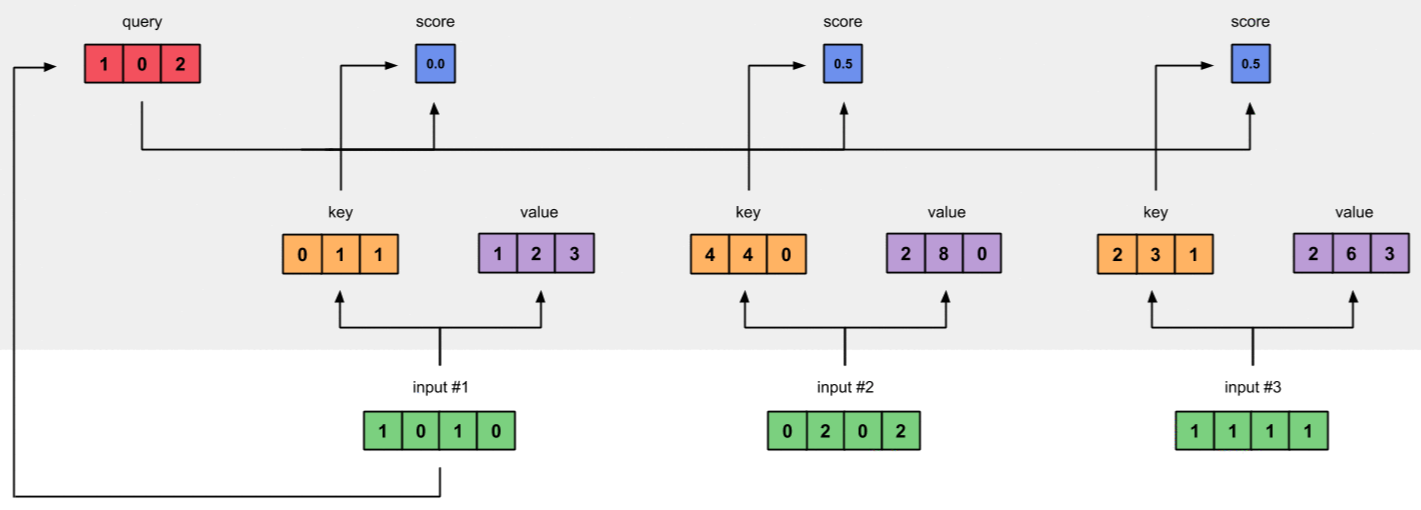 query score score score
1 0 2 0.0 0.5 0.5
key value key value key value
0 1 1 1 2 3 4 4 0 2 8 0 2 3 1 2 6 3
input #1 input #2 input #3
1 0 1 0 0 2 0 2 1 1 1 1